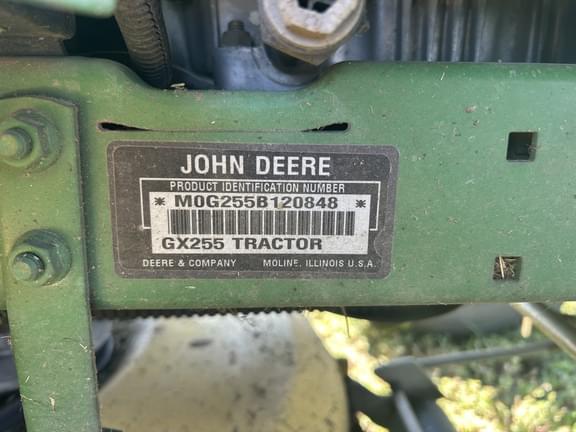 JOHN DEERE
PRODUCT IDENTIFICATION NUMBER
* M0G255B120848 *
GX255 TRACTOR
DEERE & COMPANY MOLINE, ILLINOIS U.S.A.